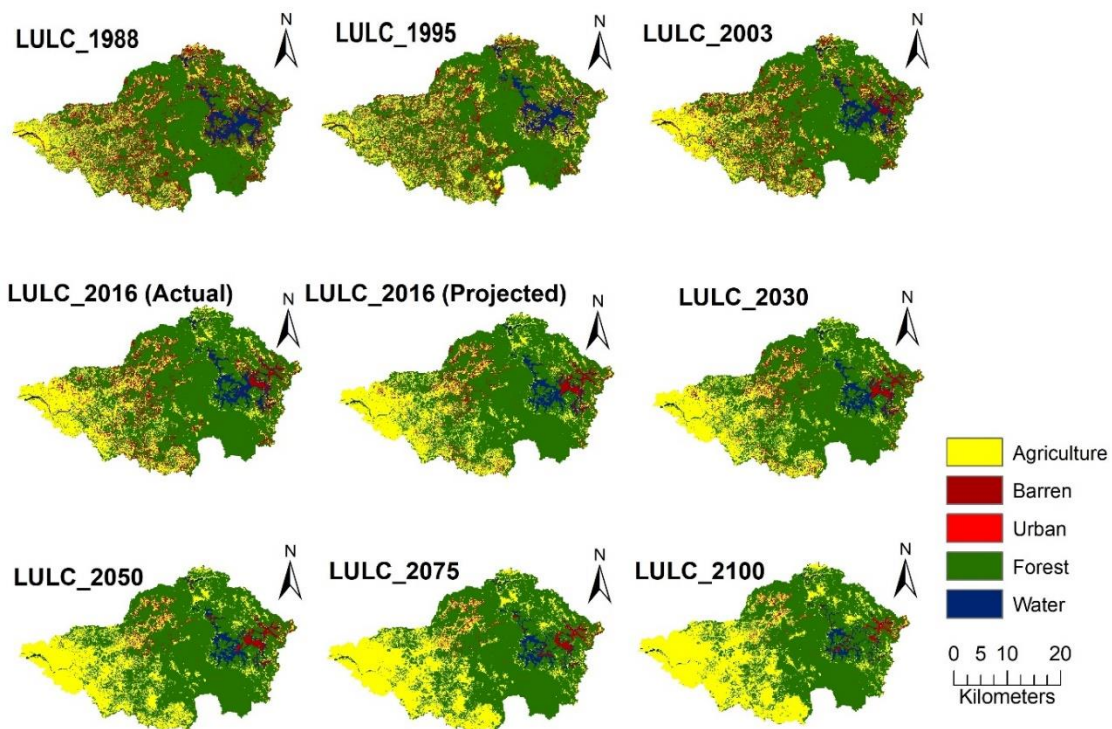 LULC_1988
N
LULC_1995
N
LULC_2003
N
LULC_2016 (Actual)
N
LULC_2016 (Projected)
N
LULC_2030
N
LULC_2050
N
LULC_2075
N
LULC_2100
N
Agriculture
Barren
Urban
Forest
Water
0 5 10 20
Kilometers